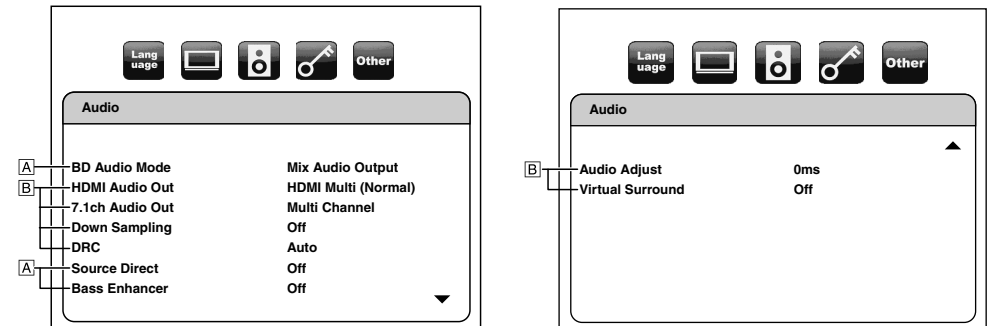 Lang
uage
Other
Audio
A BD Audio Mode Mix Audio Output
B HDMI Audio Out HDMI Multi (Normal)
7.1ch Audio Out Multi Channel
Down Sampling Off
DRC Auto
A Source Direct Off
Bass Enhancer Off
Lang
uage
Other
Audio
B Audio Adjust 0ms
Virtual Surround Off